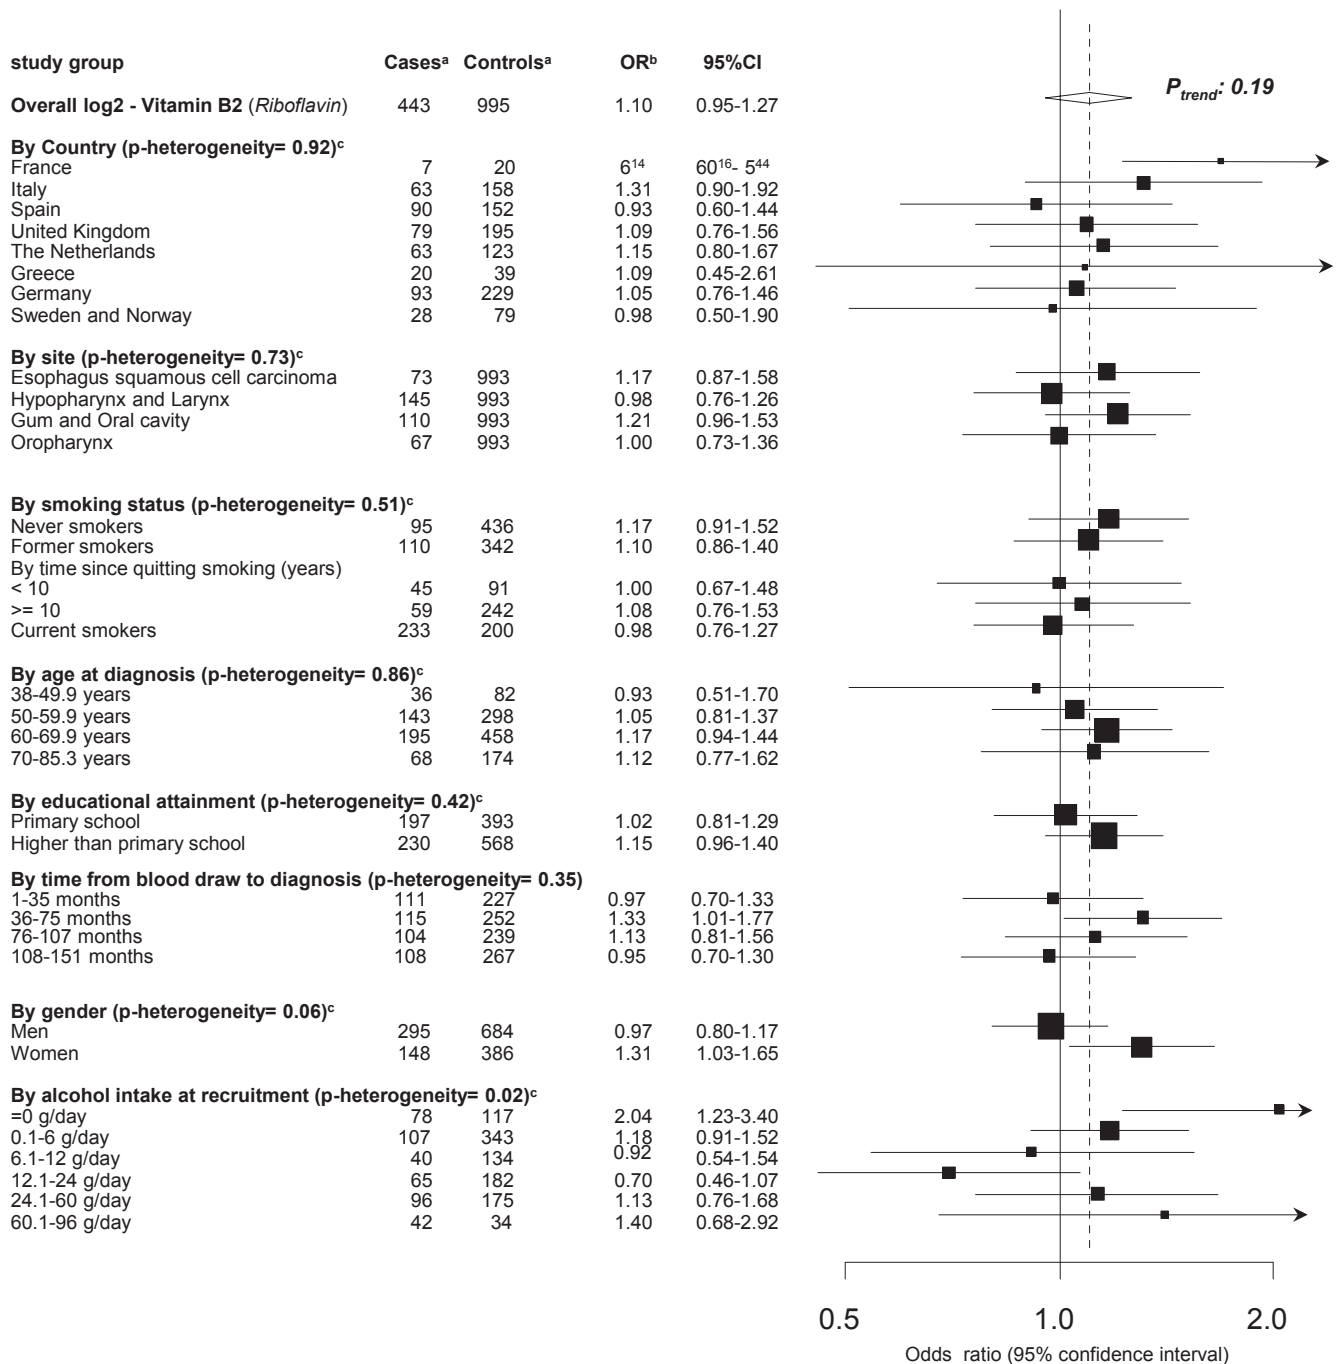 study group Casesᵃ Controlsᵃ ORᵇ 95%CI
Overall log2 - Vitamin B2 (Riboflavin) 443 995 1.10 0.95-1.27 Ptrend: 0.19
By Country (p-heterogeneity= 0.92)ᶜ
France 7 20 6¹⁴ 60¹⁶- 5⁴⁴
Italy 63 158 1.31 0.90-1.92
Spain 90 152 0.93 0.60-1.44
United Kingdom 79 195 1.09 0.76-1.56
The Netherlands 63 123 1.15 0.80-1.67
Greece 20 39 1.09 0.45-2.61
Germany 93 229 1.05 0.76-1.46
Sweden and Norway 28 79 0.98 0.50-1.90
By site (p-heterogeneity= 0.73)ᶜ
Esophagus squamous cell carcinoma 73 993 1.17 0.87-1.58
Hypopharynx and Larynx 145 993 0.98 0.76-1.26
Gum and Oral cavity 110 993 1.21 0.96-1.53
Oropharynx 67 993 1.00 0.73-1.36
By smoking status (p-heterogeneity= 0.51)ᶜ
Never smokers 95 436 1.17 0.91-1.52
Former smokers 110 342 1.10 0.86-1.40
By time since quitting smoking (years)
< 10 45 91 1.00 0.67-1.48
>= 10 59 242 1.08 0.76-1.53
Current smokers 233 200 0.98 0.76-1.27
By age at diagnosis (p-heterogeneity= 0.86)ᶜ
38-49.9 years 36 82 0.93 0.51-1.70
50-59.9 years 143 298 1.05 0.81-1.37
60-69.9 years 195 458 1.17 0.94-1.44
70-85.3 years 68 174 1.12 0.77-1.62
By educational attainment (p-heterogeneity= 0.42)ᶜ
Primary school 197 393 1.02 0.81-1.29
Higher than primary school 230 568 1.15 0.96-1.40
By time from blood draw to diagnosis (p-heterogeneity= 0.35)
1-35 months 111 227 0.97 0.70-1.33
36-75 months 115 252 1.33 1.01-1.77
76-107 months 104 239 1.13 0.81-1.56
108-151 months 108 267 0.95 0.70-1.30
By gender (p-heterogeneity= 0.06)ᶜ
Men 295 684 0.97 0.80-1.17
Women 148 386 1.31 1.03-1.65
By alcohol intake at recruitment (p-heterogeneity= 0.02)ᶜ
=0 g/day 78 117 2.04 1.23-3.40
0.1-6 g/day 107 343 1.18 0.91-1.52
6.1-12 g/day 40 134 0.92 0.54-1.54
12.1-24 g/day 65 182 0.70 0.46-1.07
24.1-60 g/day 96 175 1.13 0.76-1.68
60.1-96 g/day 42 34 1.40 0.68-2.92
0.5 1.0 2.0
Odds ratio (95% confidence interval)